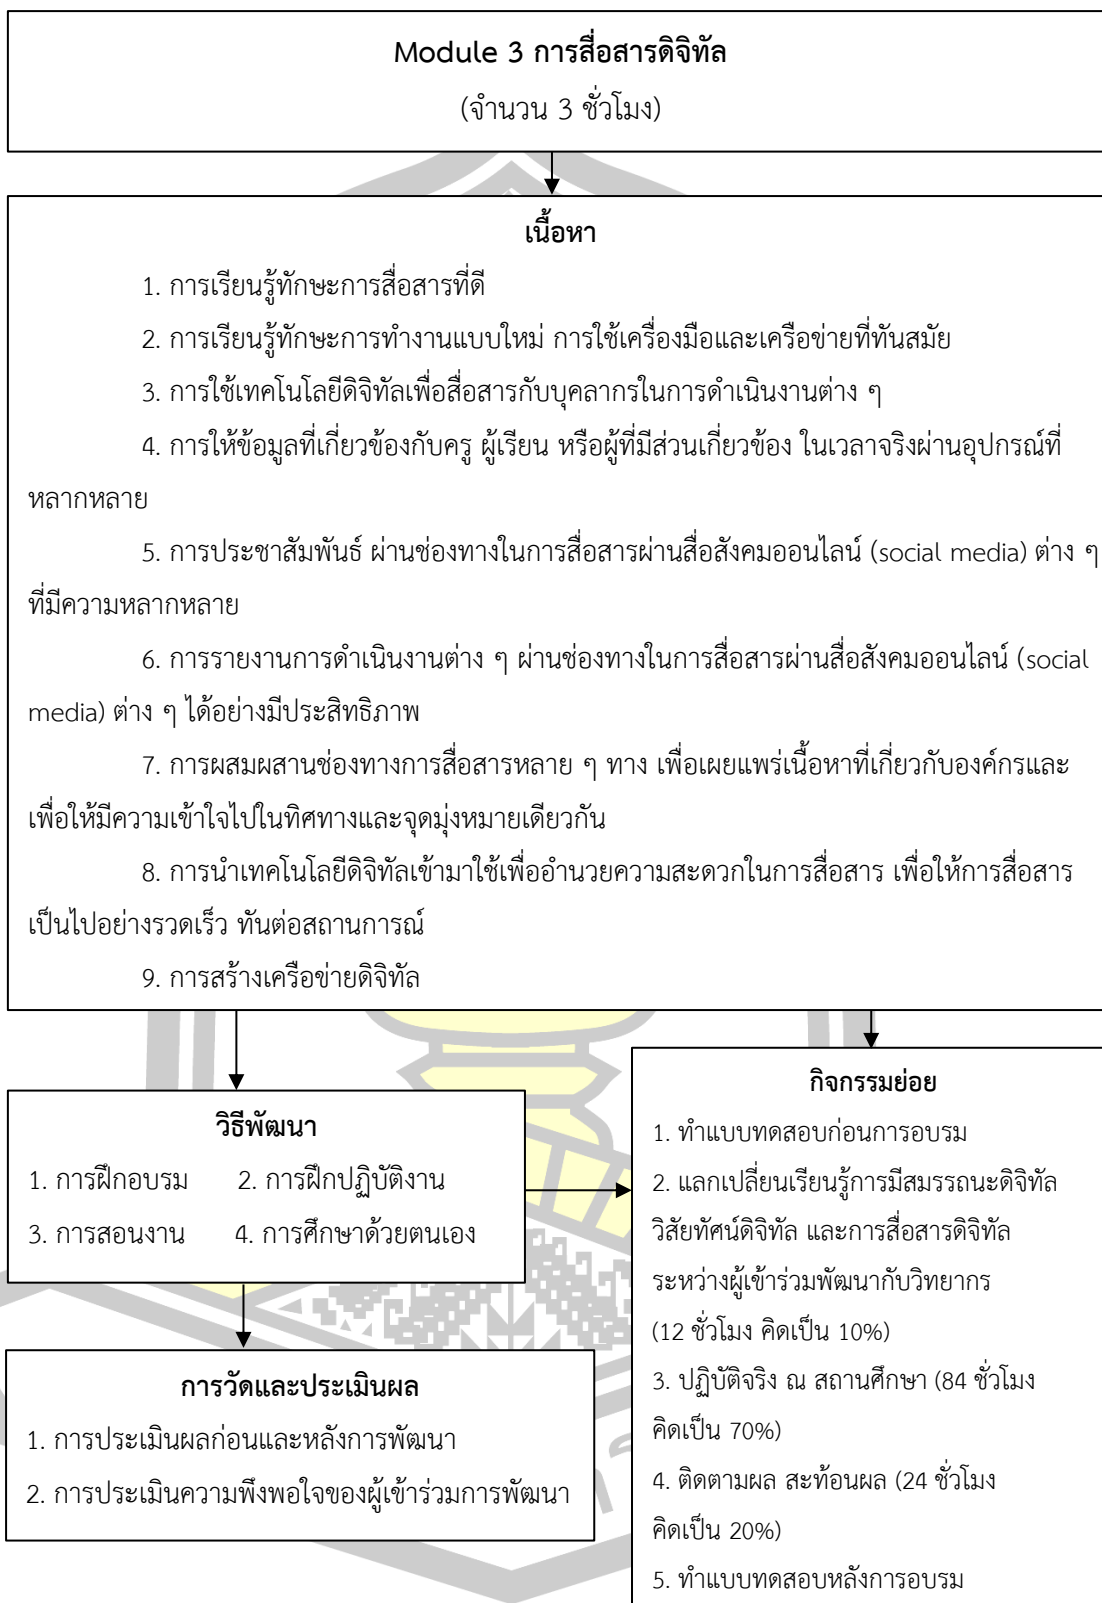 Module 3 การสื่อสารดิจิทัล
(จำนวน 3 ชั่วโมง)
เนื้อหา
1. การเรียนรู้ทักษะการสื่อสารที่ดี
2. การเรียนรู้ทักษะการทำงานแบบใหม่ การใช้เครื่องมือและเครือข่ายที่ทันสมัย
3. การใช้เทคโนโลยีดิจิทัลเพื่อสื่อสารกับบุคลากรในการดำเนินงานต่าง ๆ
4. การให้ข้อมูลที่เกี่ยวข้องกับครู ผู้เรียน หรือผู้ที่มีส่วนเกี่ยวข้อง ในเวลาจริงผ่านอุปกรณ์ที่
หลากหลาย
5. การประชาสัมพันธ์ ผ่านช่องทางในการสื่อสารผ่านสื่อสังคมออนไลน์ (social media) ต่าง ๆ
ที่มีความหลากหลาย
6. การรายงานการดำเนินงานต่าง ๆ ผ่านช่องทางในการสื่อสารผ่านสื่อสังคมออนไลน์ (social
media) ต่าง ๆ ได้อย่างมีประสิทธิภาพ
7. การผสมผสานช่องทางการสื่อสารหลาย ๆ ทาง เพื่อเผยแพร่เนื้อหาที่เกี่ยวกับองค์กรและ
เพื่อให้มีความเข้าใจไปในทิศทางและจุดมุ่งหมายเดียวกัน
8. การนำเทคโนโลยีดิจิทัลเข้ามาใช้เพื่ออำนวยความสะดวกในการสื่อสาร เพื่อให้การสื่อสาร
เป็นไปอย่างรวดเร็ว ทันต่อสถานการณ์
9. การสร้างเครือข่ายดิจิทัล
วิธีพัฒนา
1. การฝึกอบรม 2. การฝึกปฏิบัติงาน
3. การสอนงาน 4. การศึกษาด้วยตนเอง
การวัดและประเมินผล
1. การประเมินผลก่อนและหลังการพัฒนา
2. การประเมินความพึงพอใจของผู้เข้าร่วมการพัฒนา
กิจกรรมย่อย
1. ทำแบบทดสอบก่อนการอบรม
2. แลกเปลี่ยนเรียนรู้การมีสมรรถนะดิจิทัล
วิสัยทัศน์ดิจิทัล และการสื่อสารดิจิทัล
ระหว่างผู้เข้าร่วมพัฒนากับวิทยากร
(12 ชั่วโมง คิดเป็น 10%)
3. ปฏิบัติจริง ณ สถานศึกษา (84 ชั่วโมง
คิดเป็น 70%)
4. ติดตามผล สะท้อนผล (24 ชั่วโมง
คิดเป็น 20%)
5. ทำแบบทดสอบหลังการอบรม